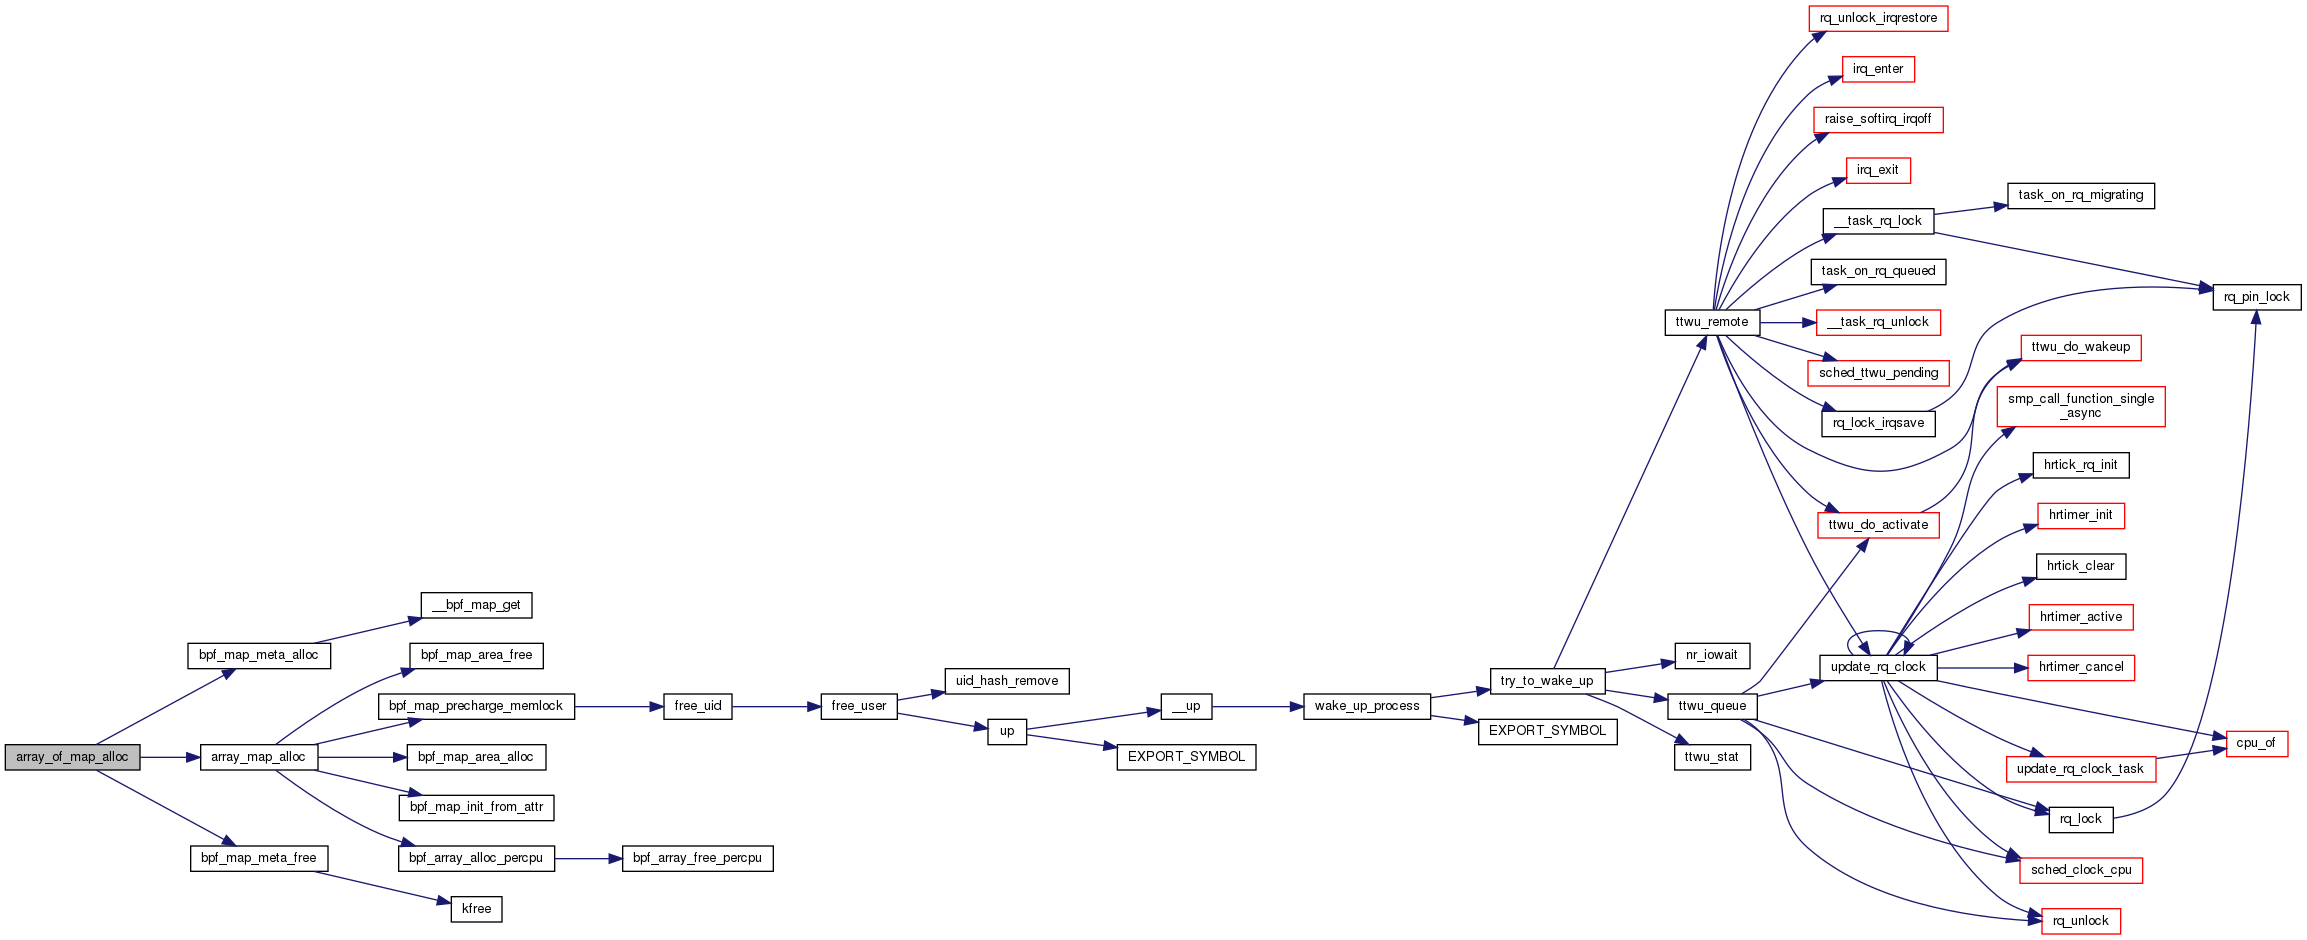 rq_unlock_irqrestore
irq_enter
raise_softirq_irqoff
irq_exit
task_on_rq_migrating
__task_rq_lock
task_on_rq_queued
rq_pin_lock
ttwu_remote
__task_rq_unlock
ttwu_do_wakeup
sched_ttwu_pending
smp_call_function_single
_async
rq_lock_irqsave
hrtick_rq_init
hrtimer_init
ttwu_do_activate
hrtick_clear
__bpf_map_get
hrtimer_active
bpf_map_meta_alloc
bpf_map_area_free
nr_iowait
update_rq_clock
hrtimer_cancel
uid_hash_remove
try_to_wake_up
bpf_map_precharge_memlock
free_uid
free_user
__up
wake_up_process
ttwu_queue
up
EXPORT_SYMBOL
cpu_of
array_of_map_alloc
array_map_alloc
bpf_map_area_alloc
EXPORT_SYMBOL
ttwu_stat
update_rq_clock_task
bpf_map_init_from_attr
rq_lock
bpf_map_meta_free
bpf_array_alloc_percpu
bpf_array_free_percpu
sched_clock_cpu
kfree
rq_unlock